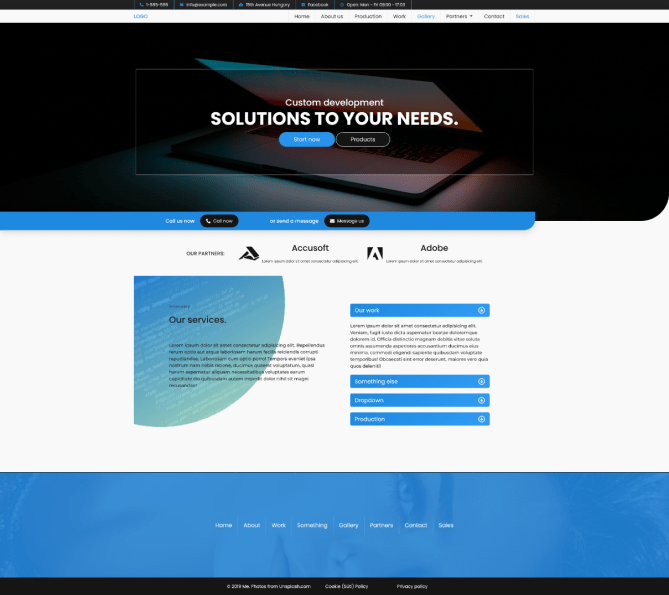 1-555-555 info@example.com 15th Avenue Hungary Facebook Open: Mon - Fri 09:00 - 17:00
LOGO Home About us Production Work Gallery Partners Contact Sales
Custom development
SOLUTIONS TO YOUR NEEDS.
Start now Products
Call us now Call now or send a message Message us
OUR PARTNERS: Accusoft Adobe
Lorem ipsum dolor sit amet consectetur adipisicing elit. Lorem ipsum dolor sit amet consectetur adipisicing elit.
Our services.
Lorem ipsum dolor sit amet consectetur adipisicing elit. Repellendus
rerum sociis aut atque laboriosam harum facilis reiciendis corrupti
repudiandae. Laboriosam cum optio porro! Tempora eveniet iste
nostrum nam nobis ratione, ducimus quaerat voluptatum, quasi
harum aspernatur aliquam necessitatibus voluptates earum
cupiditate ab quibusdam autem impedit dolor nihil sit magni
recusandae!
Our work
Lorem ipsum dolor sit amet consectetur adipisicing elit.
Veniam, fugit iusto dicta aspernatur beatae doloremque
dolorem id. Officia distinctio magnam debitis vitae soluta
omnis assumenda asperiores accusantium ducimus eius
minima, commodi eligendi sapiente quibusdam voluptate
temporibus! Obcaecati sint error deserunt, maiores vero quia
quos deleniti!
Something else
Dropdown
Production
Home About Work Something Gallery Partners Contact Sales
© 2019 Me. Photos from Unsplash.com Cookie (Süti) Policy Privacy policy